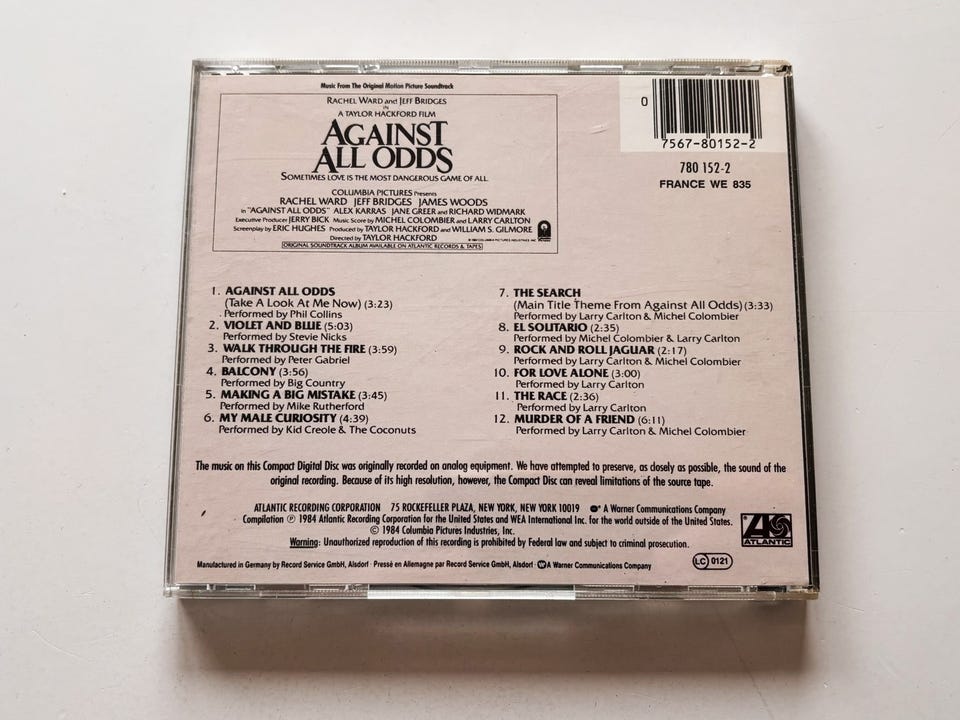 Music From The Original Motion Picture Soundtrack
RACHEL WARD and JEFF BRIDGES
IN
A TAYLOR HACKFORD FILM
AGAINST
ALL ODDS
SOMETIMES LOVE IS THE MOST DANGEROUS GAME OF ALL.
COLUMBIA PICTURES Presents
RACHEL WARD JEFF BRIDGES JAMES WOODS
in "AGAINST ALL ODDS" ALEX KARRAS JANE GREER and RICHARD WIDMARK
Executive Producer JERRY BICK Music Score by MICHEL COLOMBIER and LARRY CARLTON
Screenplay by ERIC HUGHES Produced by TAYLOR HACKFORD and WILLIAM S. GILMORE
Directed by TAYLOR HACKFORD
ORIGINAL SOUNDTRACK ALBUM AVAILABLE ON ATLANTIC RECORDS & TAPES
0 7567-80152-2
780 152-2
FRANCE WE 835
1. AGAINST ALL ODDS
(Take A Look At Me Now) (3:23)
Performed by Phil Collins
2. VIOLET AND BLUE (5:03)
Performed by Stevie Nicks
3. WALK THROUGH THE FIRE (3:59)
Performed by Peter Gabriel
4. BALCONY (3:56)
Performed by Big Country
5. MAKING A BIG MISTAKE (3:45)
Performed by Mike Rutherford
6. MY MALE CURIOSITY (4:39)
Performed by Kid Creole & The Coconuts
7. THE SEARCH
(Main Title Theme From Against All Odds) (3:33)
Performed by Larry Carlton & Michel Colombier
8. EL SOLITARIO (2:35)
Performed by Michel Colombier & Larry Carlton
9. ROCK AND ROLL JAGUAR (2:17)
Performed by Larry Carlton & Michel Colombier
10. FOR LOVE ALONE (3:00)
Performed by Larry Carlton
11. THE RACE (2:36)
Performed by Larry Carlton
12. MURDER OF A FRIEND (6:11)
Performed by Larry Carlton & Michel Colombier
The music on this Compact Digital Disc was originally recorded on analog equipment. We have attempted to preserve, as closely as possible, the sound of the
original recording. Because of its high resolution, however, the Compact Disc can reveal limitations of the source tape.
ATLANTIC RECORDING CORPORATION 75 ROCKEFELLER PLAZA, NEW YORK, NEW YORK 10019 A Warner Communications Company
Compilation ℗ 1984 Atlantic Recording Corporation for the United States and WEA International Inc. for the world outside of the United States.
© 1984 Columbia Pictures Industries, Inc.
Warning: Unauthorized reproduction of this recording is prohibited by Federal law and subject to criminal prosecution.
ATLANTIC
Manufactured in Germany by Record Service GmbH, Alsdorf · Pressé en Allemagne par Record Service GmbH, Alsdorf · A Warner Communications Company
LC 0121